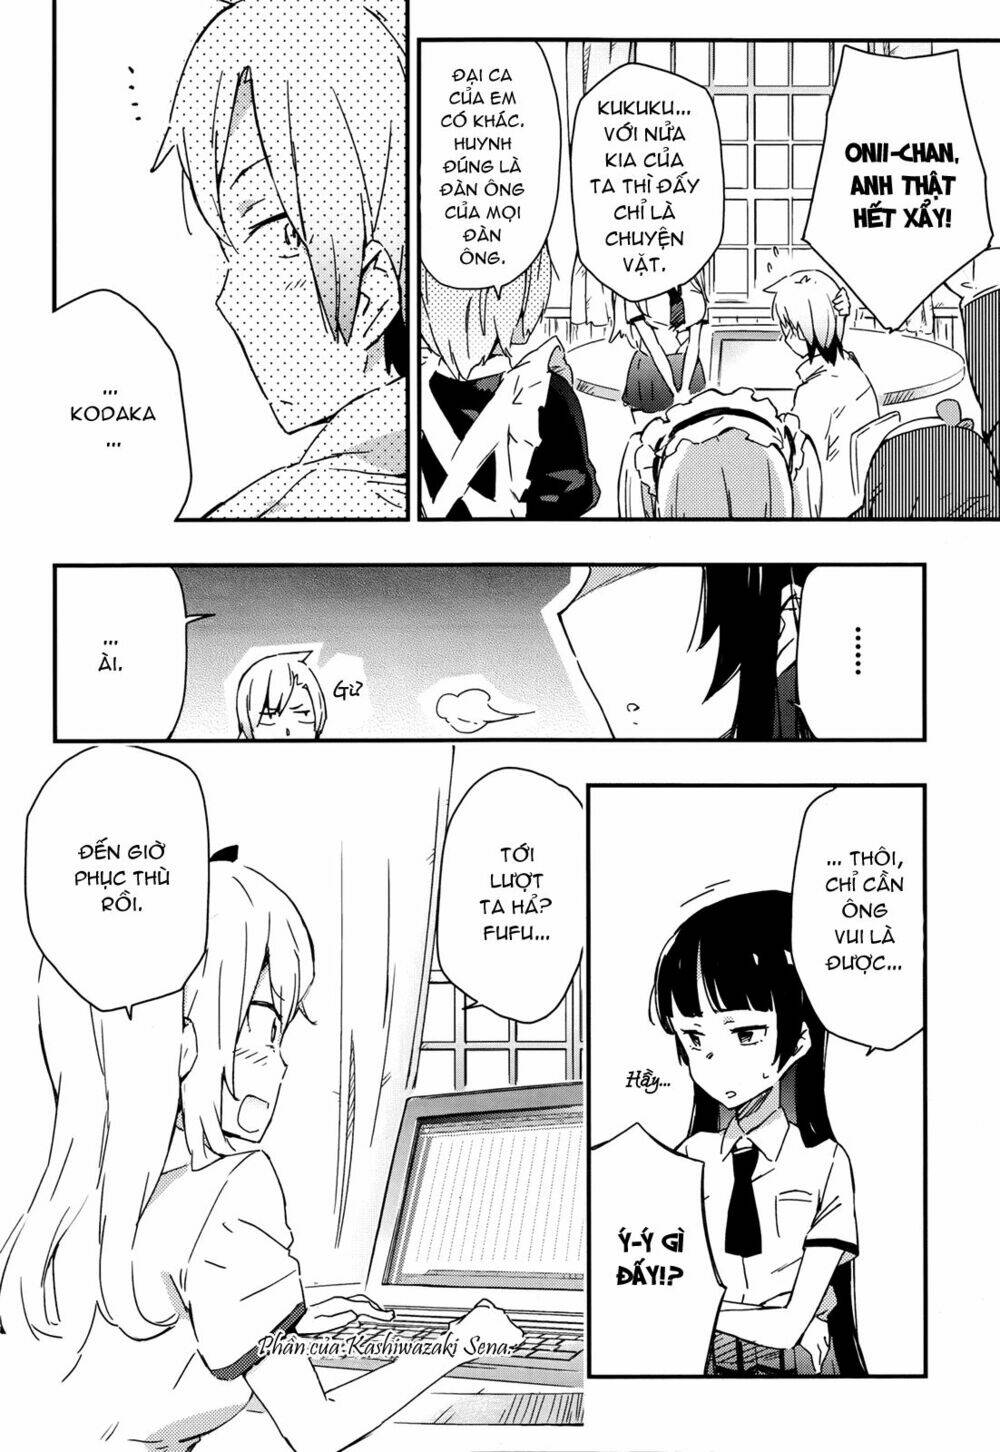 ONII-CHAN,
ANH THẬT
HẾT XẨY!
KUKUKU...
VỚI NỬA
KIA CỦA
TA THÌ ĐẤY
CHỈ LÀ
CHUYỆN
VẶT.
ĐẠI CA
CỦA EM
CÓ KHÁC.
HUYNH
ĐÚNG LÀ
ĐÀN ÔNG
CỦA MỌI
ĐÀN
ÔNG.
...
KODAKA
...
......
Gừ?
...
ÀI.
... THÔI,
CHỈ CẦN
ÔNG
VUI LÀ
ĐƯỢC...
Hầy...
Ý-Ý GÌ
ĐẤY!?
TỚI
LƯỢT
TA HẢ?
FUFU...
ĐẾN GIỜ
PHỤC THÙ
RỒI.
Phần của Kashiwazaki Sena.